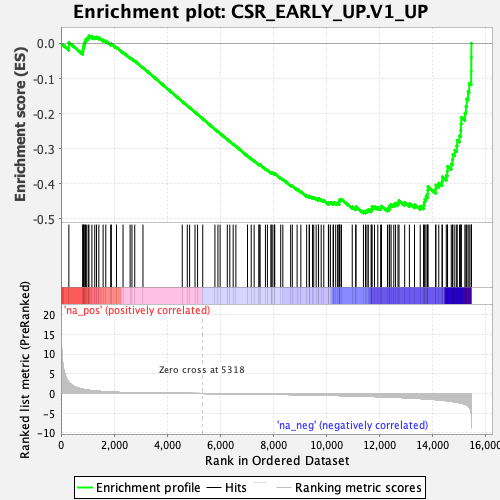 Enrichment plot: CSR_EARLY_UP.V1_UP
Enrichment score (ES)
0.0
-0.1
-0.2
-0.3
-0.4
-0.5
'na_pos' (positively correlated)
Ranked list metric (PreRanked)
20
15
10
5
0
-5
-10
Zero cross at 5318
'na_neg' (negatively correlated)
0 2,000 4,000 6,000 8,000 10,000 12,000 14,000 16,000
Rank in Ordered Dataset
Enrichment profile Hits Ranking metric scores